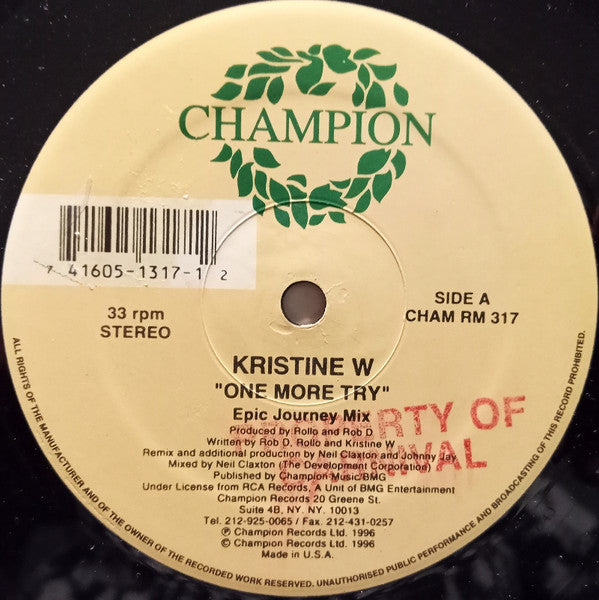 CHAMPION
7 41605-1317-1 2
33 rpm
STEREO
SIDE A
CHAM RM 317
KRISTINE W
"ONE MORE TRY"
Epic Journey Mix
Produced by Rollo and Rob D.
Written by Rob D. Rollo and Kristine W
Remix and additional production by Neil Claxton and Johnny Jay
Mixed by Neil Claxton (The Development Corporation)
Published by Champion Music/BMG
Under License from RCA Records, A Unit of BMG Entertainment
Champion Records 20 Greene St.
Suite 4B, NY. NY. 10013
Tel. 212-925-0065 / Fax. 212-431-0257
Ⓟ Champion Records Ltd. 1996
© Champion Records Ltd. 1996
Made in U.S.A.
PROPERTY OF
ALL RIGHTS OF THE MANUFACTURER AND OF THE OWNER OF THE RECORDED WORK RESERVED. UNAUTHORISED PUBLIC PERFORMANCE AND BROADCASTING OF THIS RECORD PROHIBITED.